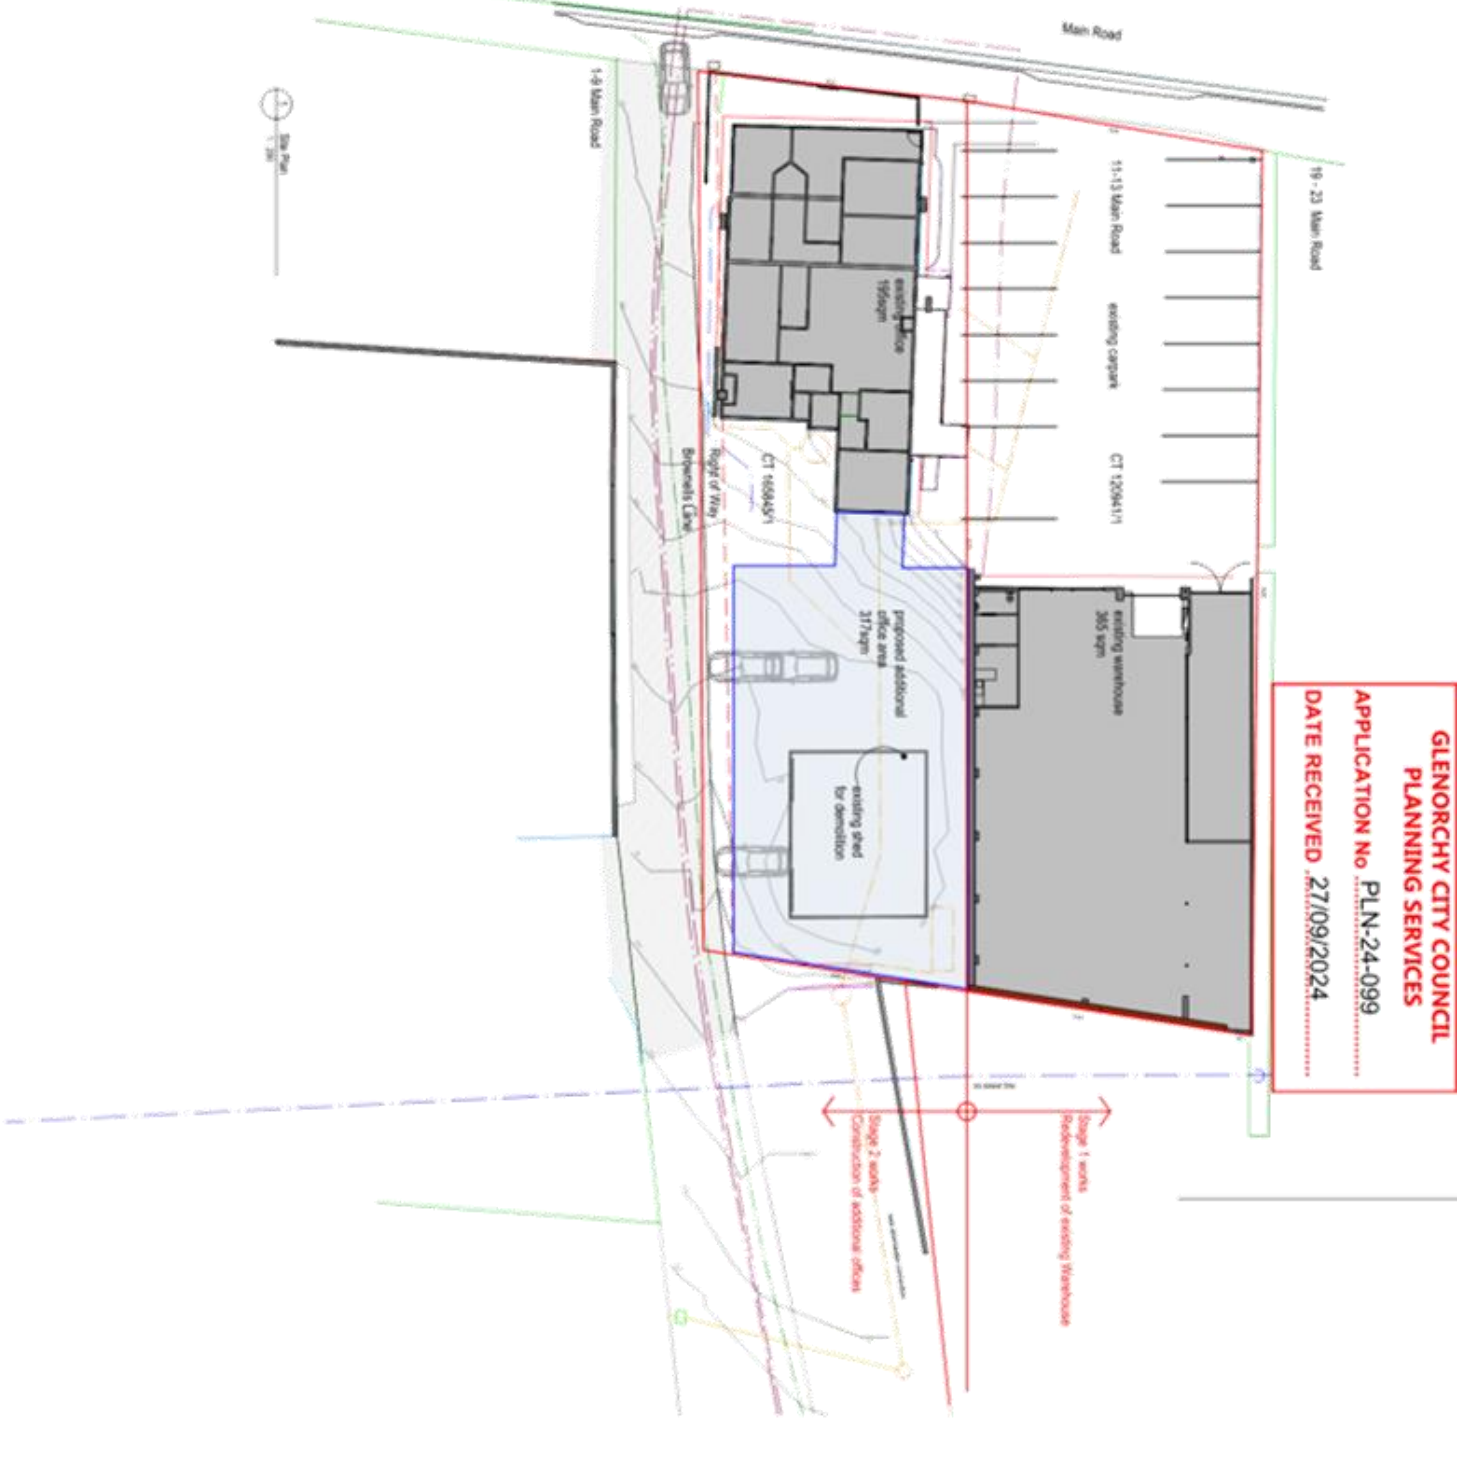 GLENORCHY CITY COUNCIL
PLANNING SERVICES
APPLICATION No PLN-24-099
DATE RECEIVED 27/09/2024
Main Road
19 - 23 Main Road
11-13 Main Road
existing carpark
CT 120941/1
1-9 Main Road
existing office
195sqm
CT 165845/1
Right of Way
Brownells Lane
existing warehouse
365 sqm
proposed additional
office area
317sqm
existing shed
for demolition
Stage 1 works
Redevelopment of existing Warehouse
Stage 2 works
Construction of additional offices
Site Plan